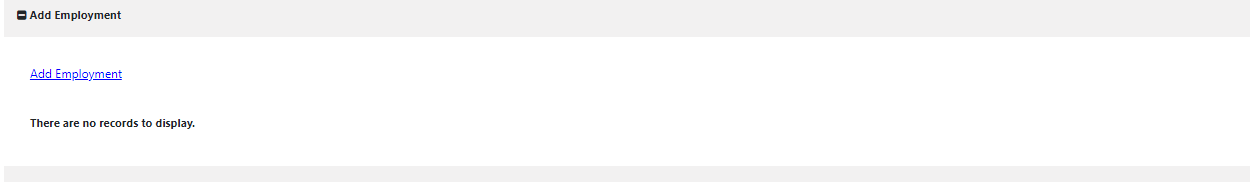 Add Employment
Add Employment
There are no records to display.